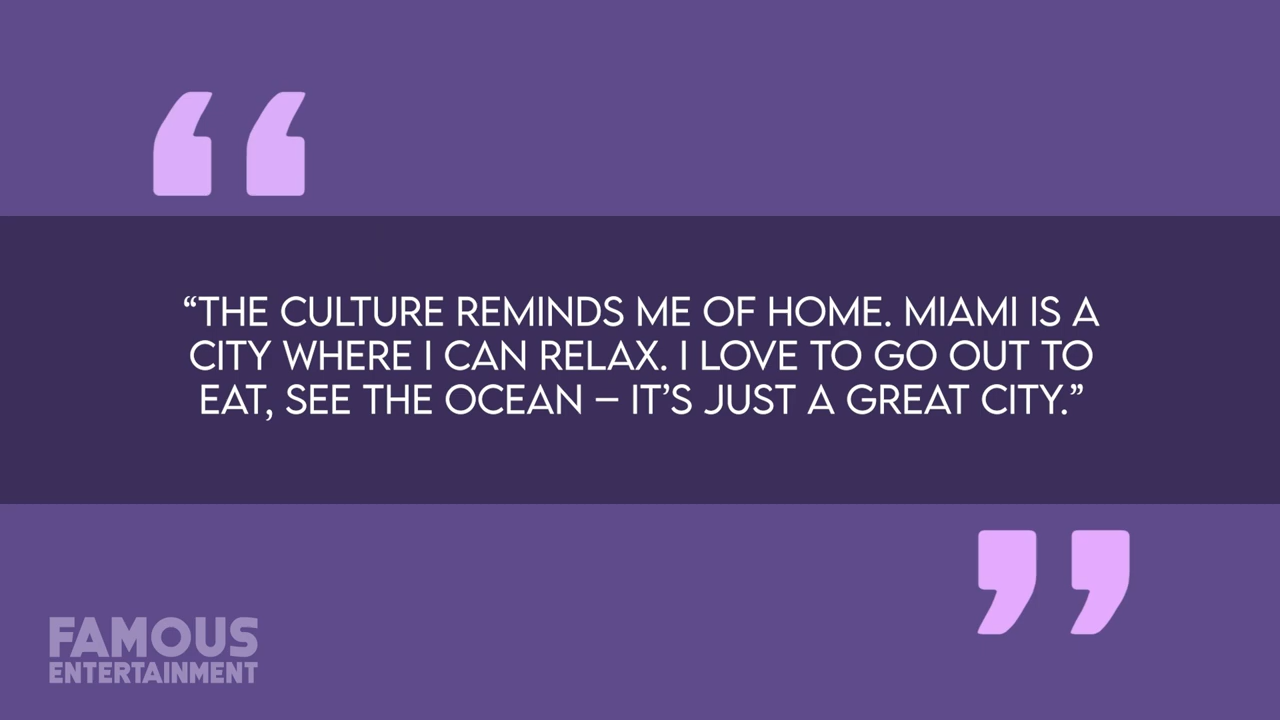 “THE CULTURE REMINDS ME OF HOME. MIAMI IS A
CITY WHERE I CAN RELAX. I LOVE TO GO OUT TO
EAT, SEE THE OCEAN – IT’S JUST A GREAT CITY.”
FAMOUS
ENTERTAINMENT